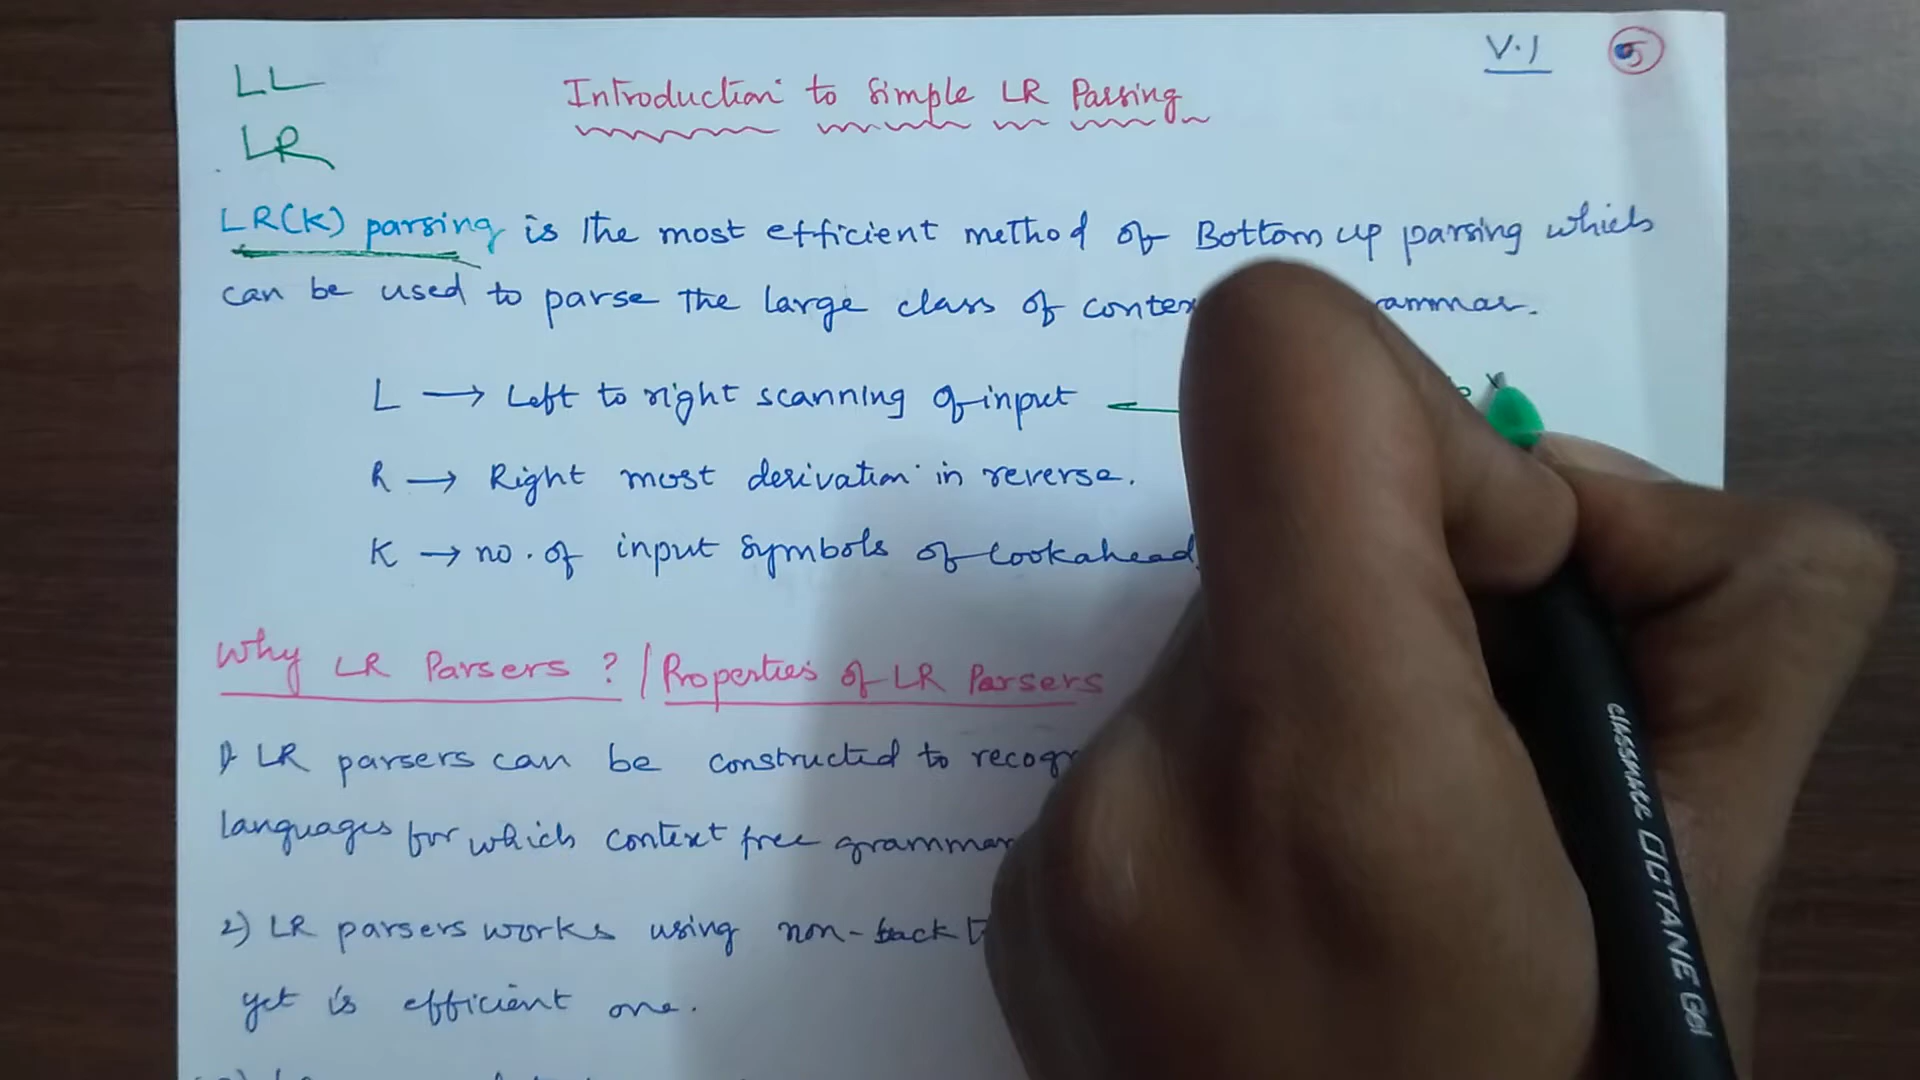 V.I 5
LL
Introduction to Simple LR Parsing
LR
LR(K) parsing is the most efficient method of Bottom up parsing which
can be used to parse the large class of ammar.
L → Left to right scanning of input ←
R → Right most derivation in reverse.
K → no. of input symbols of lookahead
Why LR Parsers ? / Properties of LR Parsers
1) LR parsers can be constructed to
languages for which context free grammar
2) LR parsers works using non-back
yet is efficient one.
classmate OCTANE Gel